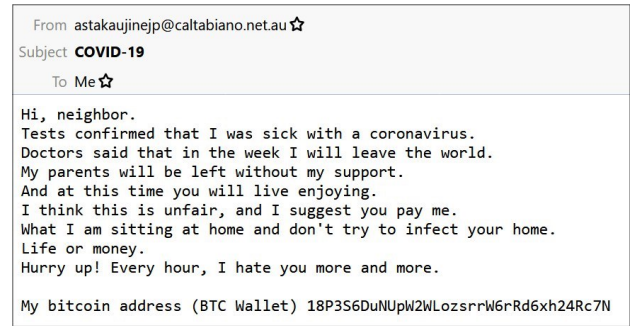 From astakaujinejp@caltabiano.net.au
Subject COVID-19
To Me
Hi, neighbor.
Tests confirmed that I was sick with a coronavirus.
Doctors said that in the week I will leave the world.
My parents will be left without my support.
And at this time you will live enjoying.
I think this is unfair, and I suggest you pay me.
What I am sitting at home and don't try to infect your home.
Life or money.
Hurry up! Every hour, I hate you more and more.
My bitcoin address (BTC Wallet) 18P3S6DuNUpW2WLozsrrW6rRd6xh24Rc7N